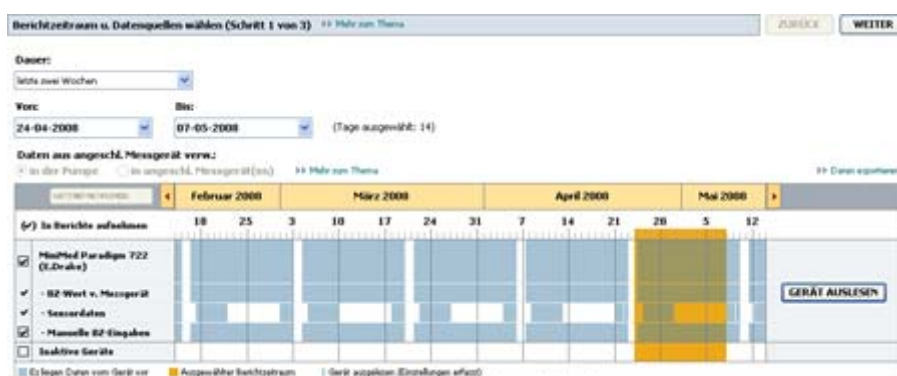 Berichtzeitraum u. Datenquellen wählen (Schritt 1 von 3) >> Mehr zum Thema ZURÜCK WEITER
Dauer:
letzte zwei Wochen
Von: Bis:
24-04-2008 07-05-2008 (Tage ausgewählt: 14)
Daten aus angeschl. Messgerät verw.:
in der Pumpe in angeschl. Messgerät(en) >> Mehr zum Thema >> Daten exportieren
Februar 2008 März 2008 April 2008 Mai 2008
(✓) In Berichte aufnehmen 18 25 3 10 17 24 31 7 14 21 28 5 12
MiniMed Paradigm 722
(E.Drake)
- BZ-Wert v. Messgerät GERÄT AUSLESEN
- Sensordaten
- Manuelle BZ-Eingaben
Inaktive Geräte
Es liegen Daten vom Gerät vor Ausgewählter Berichtzeitraum Gerät ausgelesen (Einstellungen erfasst)